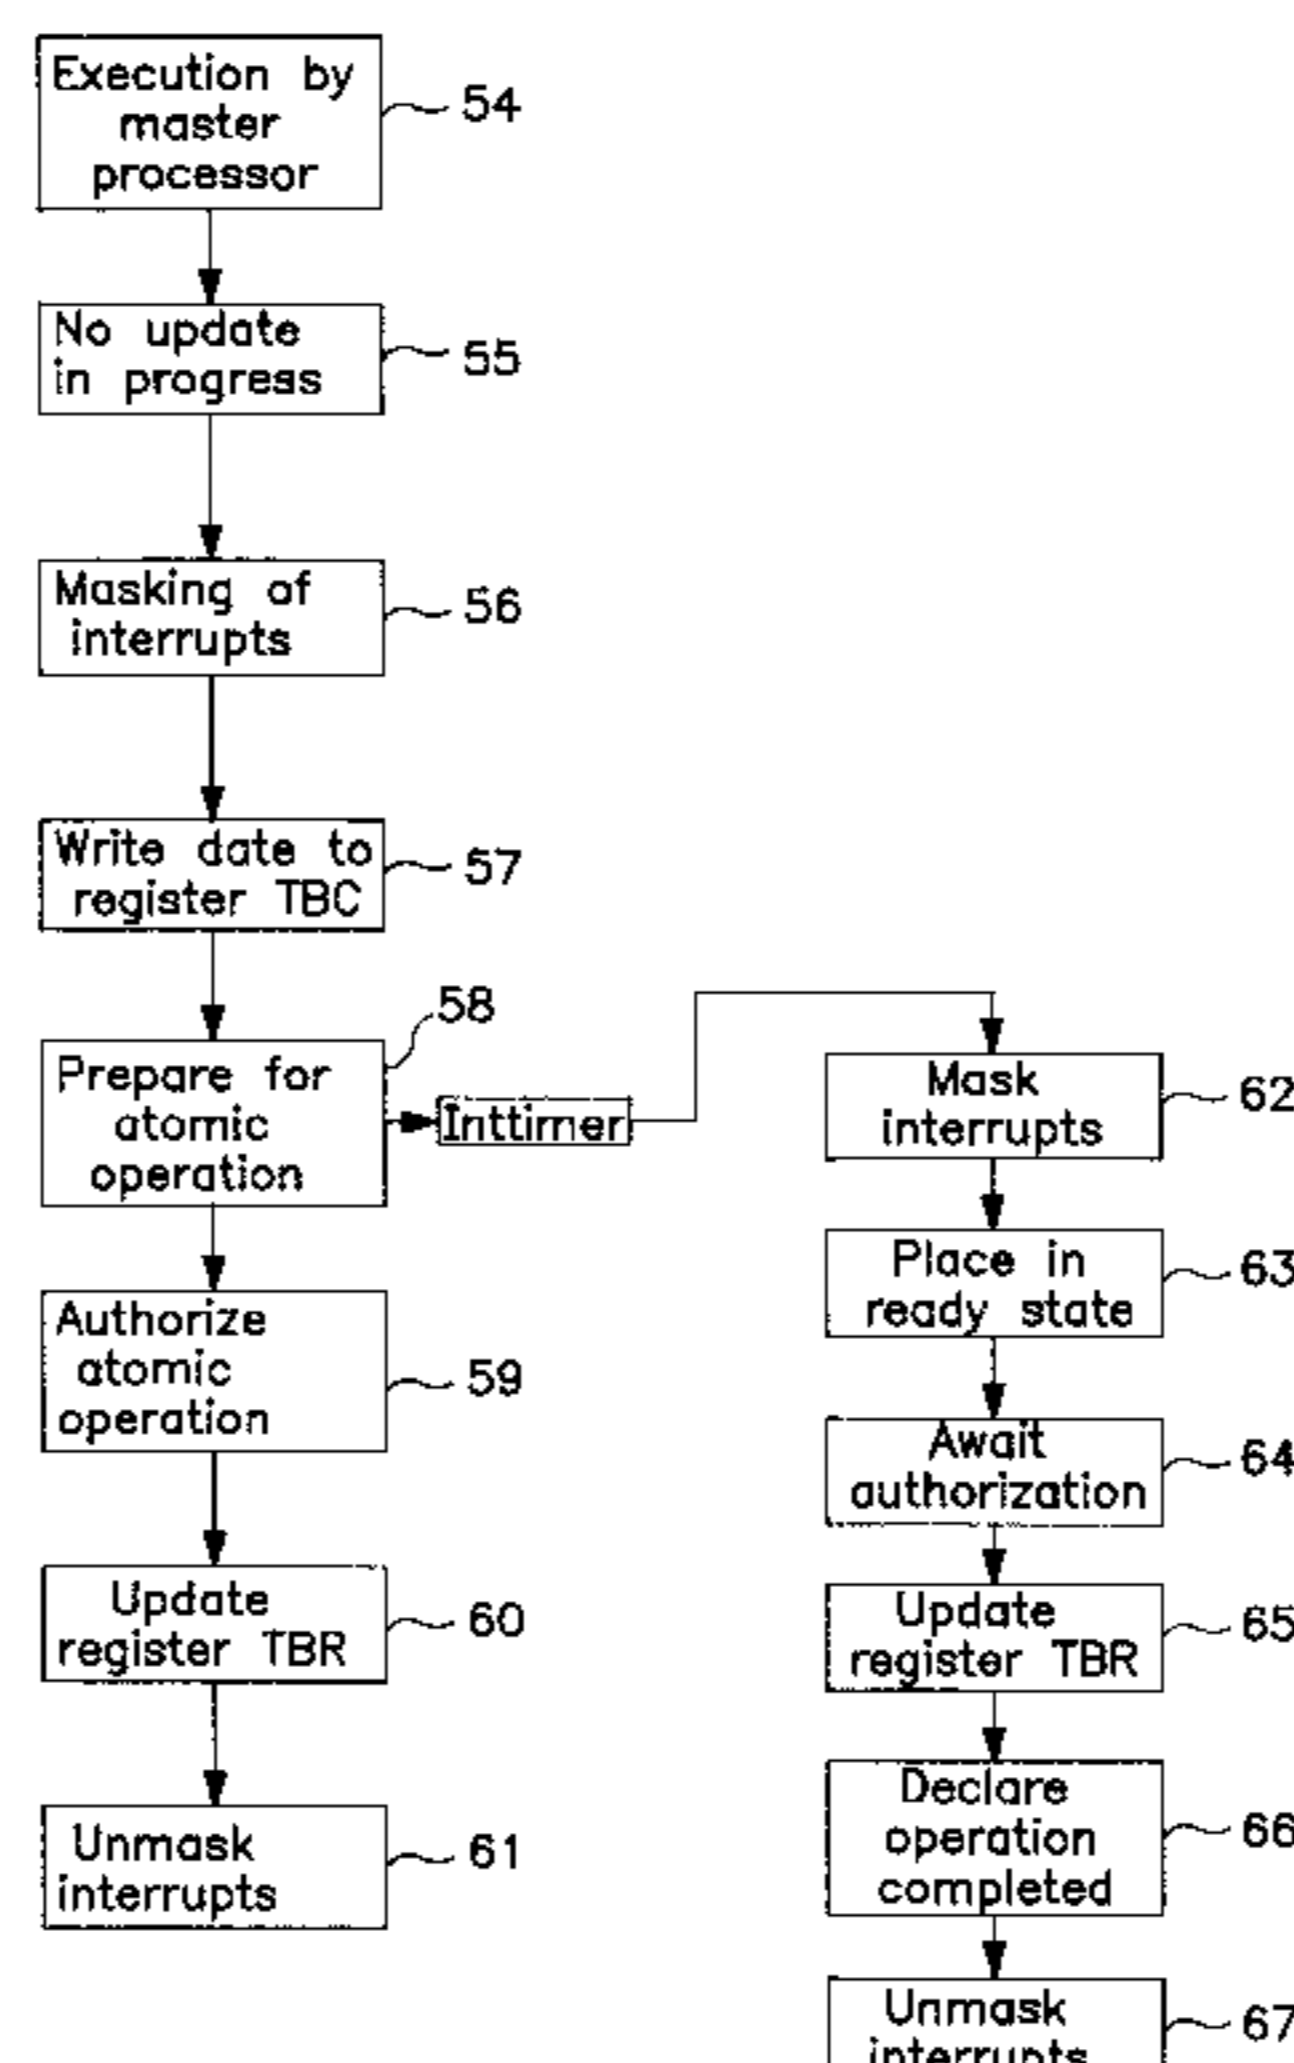 Execution by
master
processor
54
No update
in progress
55
Masking of
interrupts
56
Write date to
register TBC
57
Prepare for
atomic
operation
58
Inttimer
Authorize
atomic
operation
59
Update
register TBR
60
Unmask
interrupts
61
Mask
interrupts
62
Place in
ready state
63
Await
authorization
64
Update
register TBR
65
Declare
operation
completed
66
Unmask
interrupts
67